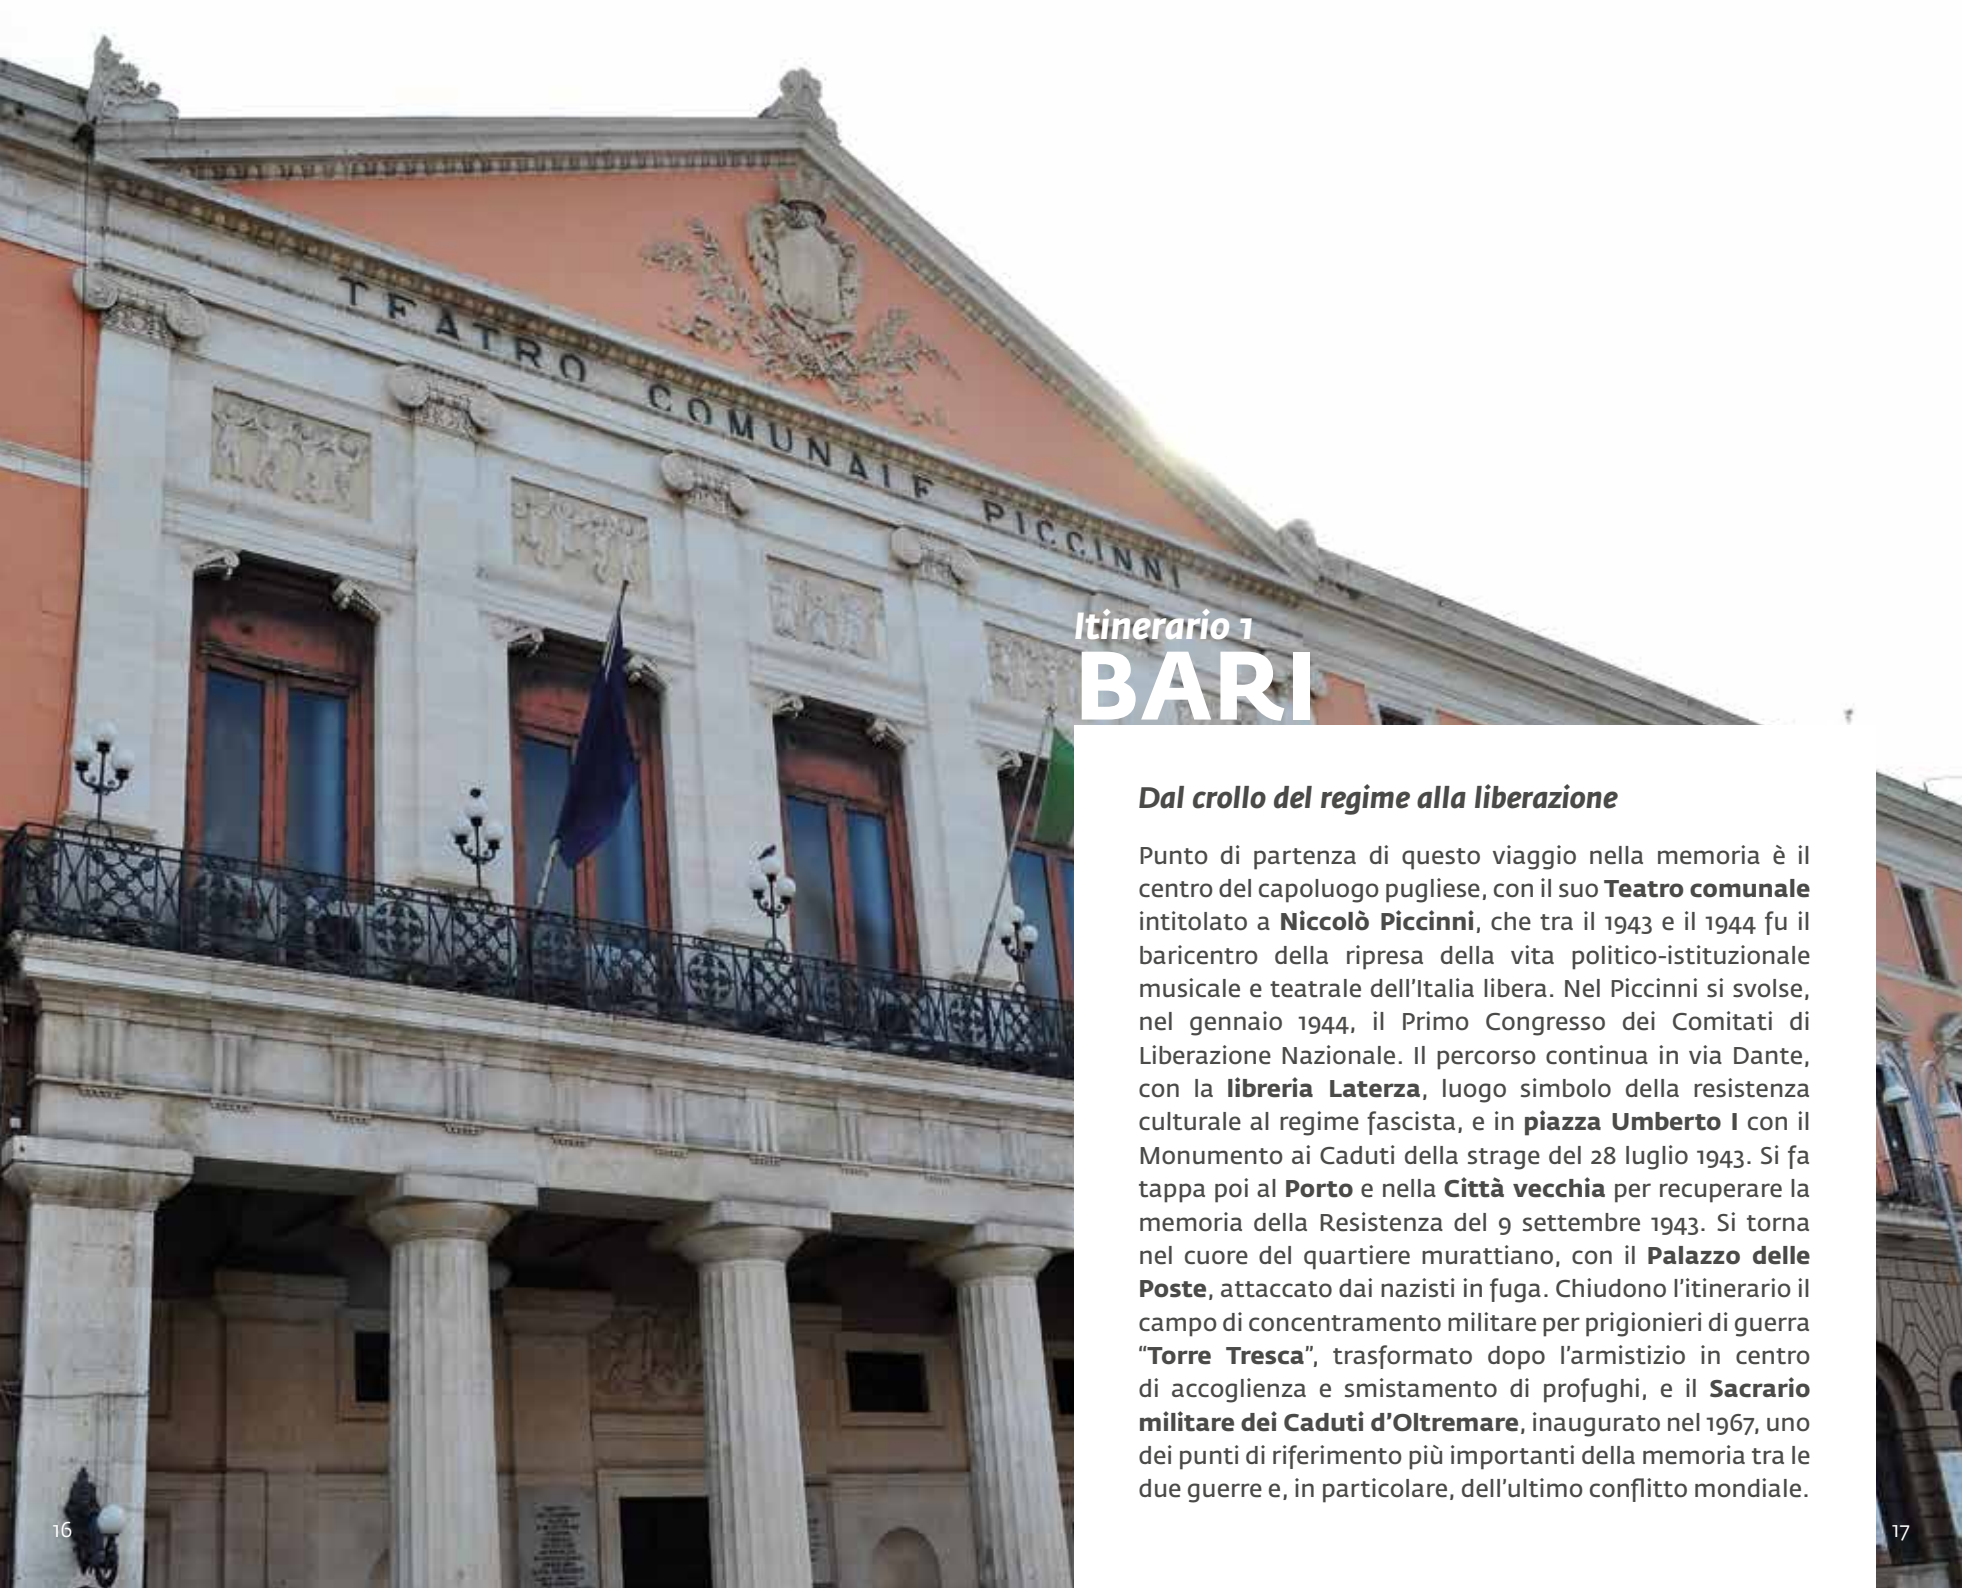 TEATRO COMUNALE PICCINNI
Itinerario 1
BARI
Dal crollo del regime alla liberazione
Punto di partenza di questo viaggio nella memoria è il
centro del capoluogo pugliese, con il suo Teatro comunale
intitolato a Niccolò Piccinni, che tra il 1943 e il 1944 fu il
baricentro della ripresa della vita politico-istituzionale
musicale e teatrale dell'Italia libera. Nel Piccinni si svolse,
nel gennaio 1944, il Primo Congresso dei Comitati di
Liberazione Nazionale. Il percorso continua in via Dante,
con la libreria Laterza, luogo simbolo della resistenza
culturale al regime fascista, e in piazza Umberto I con il
Monumento ai Caduti della strage del 28 luglio 1943. Si fa
tappa poi al Porto e nella Città vecchia per recuperare la
memoria della Resistenza del 9 settembre 1943. Si torna
nel cuore del quartiere murattiano, con il Palazzo delle
Poste, attaccato dai nazisti in fuga. Chiudono l'itinerario il
campo di concentramento militare per prigionieri di guerra
“Torre Tresca”, trasformato dopo l'armistizio in centro
di accoglienza e smistamento di profughi, e il Sacrario
militare dei Caduti d'Oltremare, inaugurato nel 1967, uno
dei punti di riferimento più importanti della memoria tra le
due guerre e, in particolare, dell'ultimo conflitto mondiale.
16
17